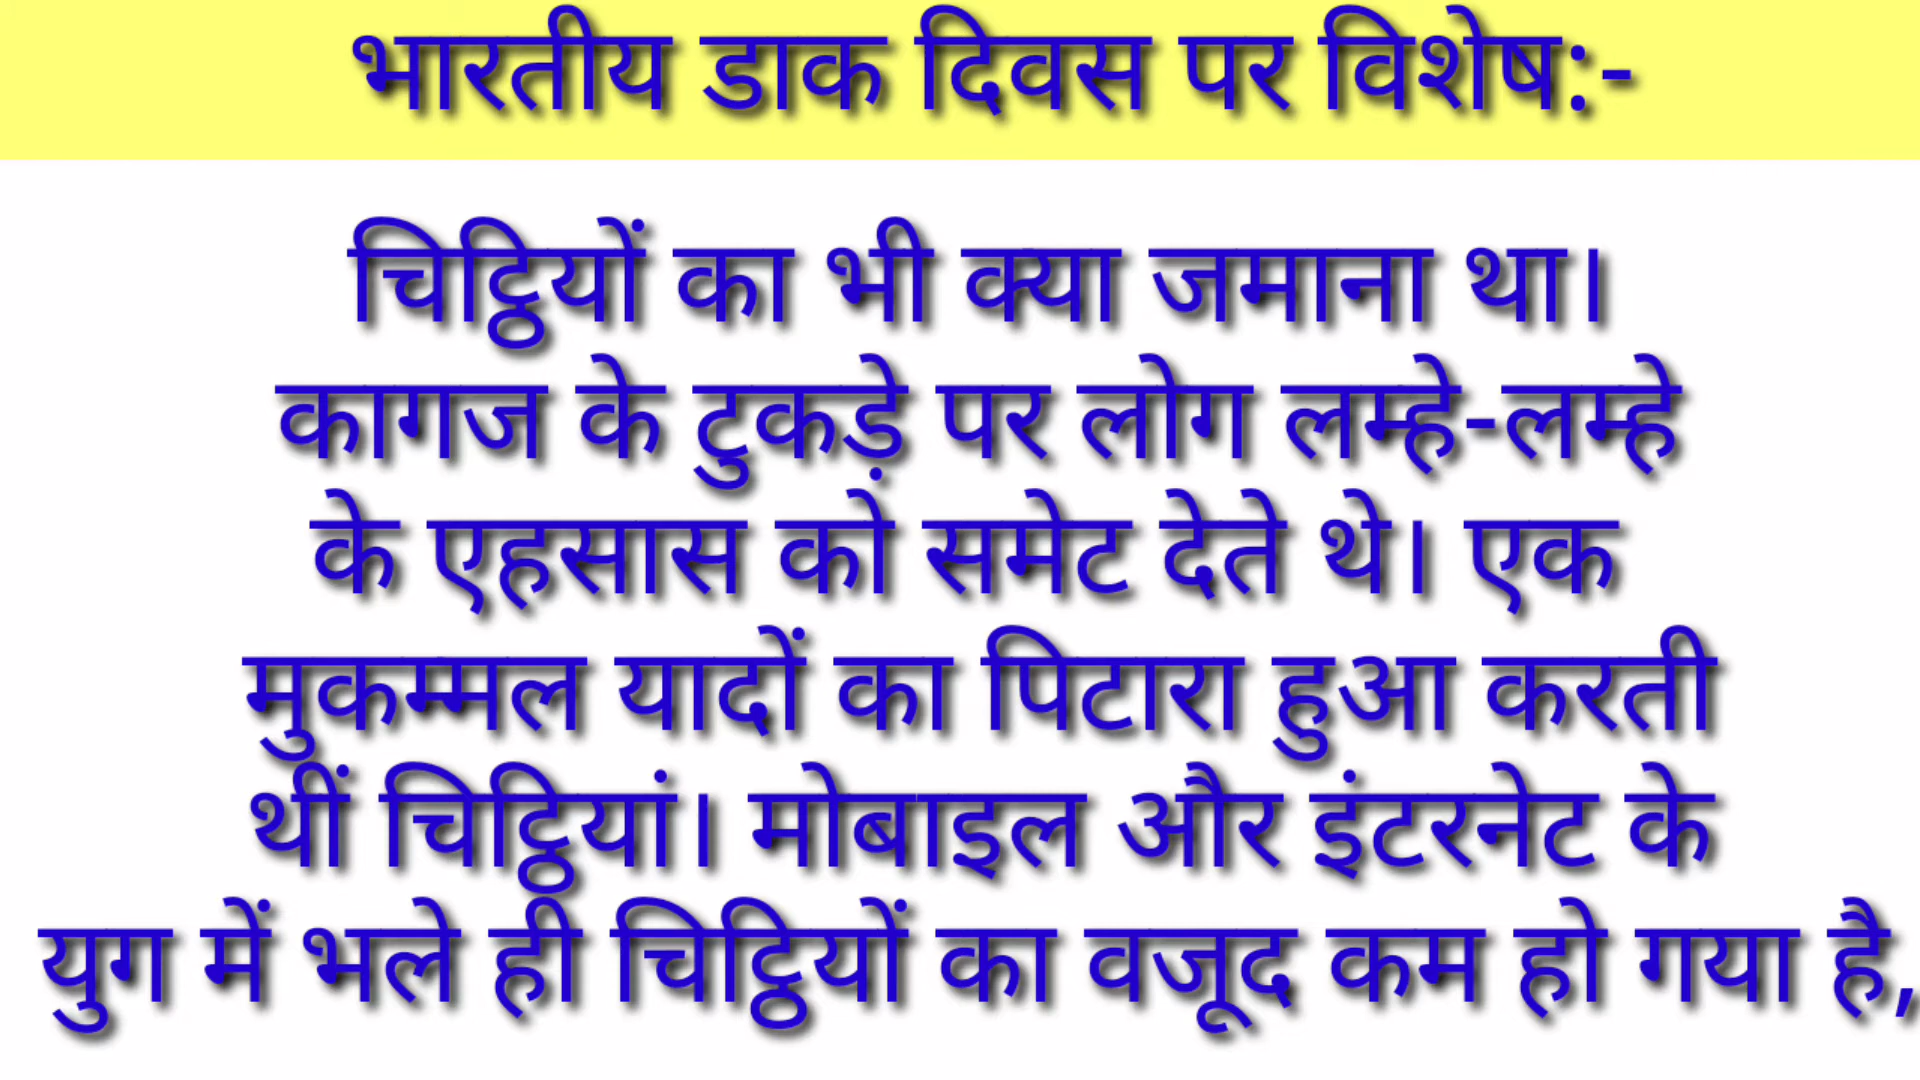 भारतीय डाक दिवस पर विशेष:-
चिट्ठियों का भी क्या जमाना था।
कागज के टुकड़े पर लोग लम्हे-लम्हे
के एहसास को समेट देते थे। एक
मुकम्मल यादों का पिटारा हुआ करती
थीं चिट्ठियां। मोबाइल और इंटरनेट के
युग में भले ही चिट्ठियों का वजूद कम हो गया है,